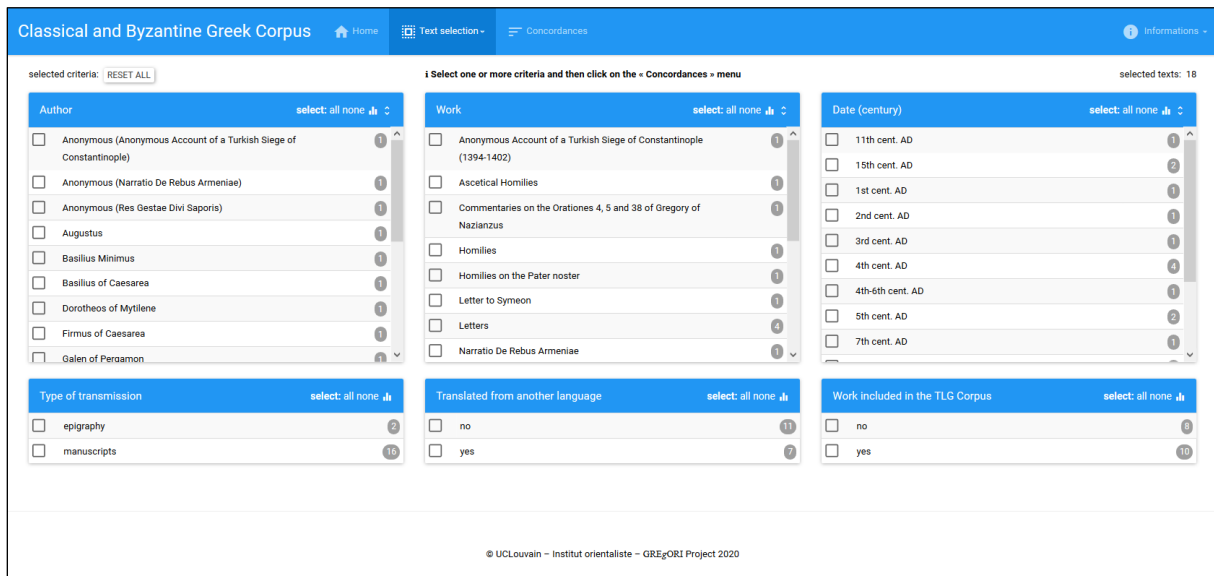 Classical and Byzantine Greek Corpus Home Text selection Concordances Informations
selected criteria: RESET ALL i Select one or more criteria and then click on the « Concordances » menu selected texts: 18
Author select: all none
Anonymous (Anonymous Account of a Turkish Siege of
Constantinople) 1
Anonymous (Narratio De Rebus Armeniae) 1
Anonymous (Res Gestae Divi Saporis) 1
Augustus 1
Basilius Minimus 1
Basilius of Caesarea 1
Dorotheos of Mytilene 1
Firmus of Caesarea 1
Galen of Pergamon 1
Work select: all none
Anonymous Account of a Turkish Siege of Constantinople 1
(1394-1402)
Ascetical Homilies 1
Commentaries on the Orationes 4, 5 and 38 of Gregory of 1
Nazianzus
Homilies 1
Homilies on the Pater noster 1
Letter to Symeon 1
Letters 4
Narratio De Rebus Armeniae 1
Date (century) select: all none
11th cent. AD 1
15th cent. AD 2
1st cent. AD 1
2nd cent. AD 1
3rd cent. AD 1
4th cent. AD 4
4th-6th cent. AD 1
5th cent. AD 2
7th cent. AD 1
Type of transmission select: all none
epigraphy 2
manuscripts 16
Translated from another language select: all none
no 11
yes 7
Work included in the TLG Corpus select: all none
no 8
yes 10
© UCLouvain – Institut orientaliste – GREgORI Project 2020